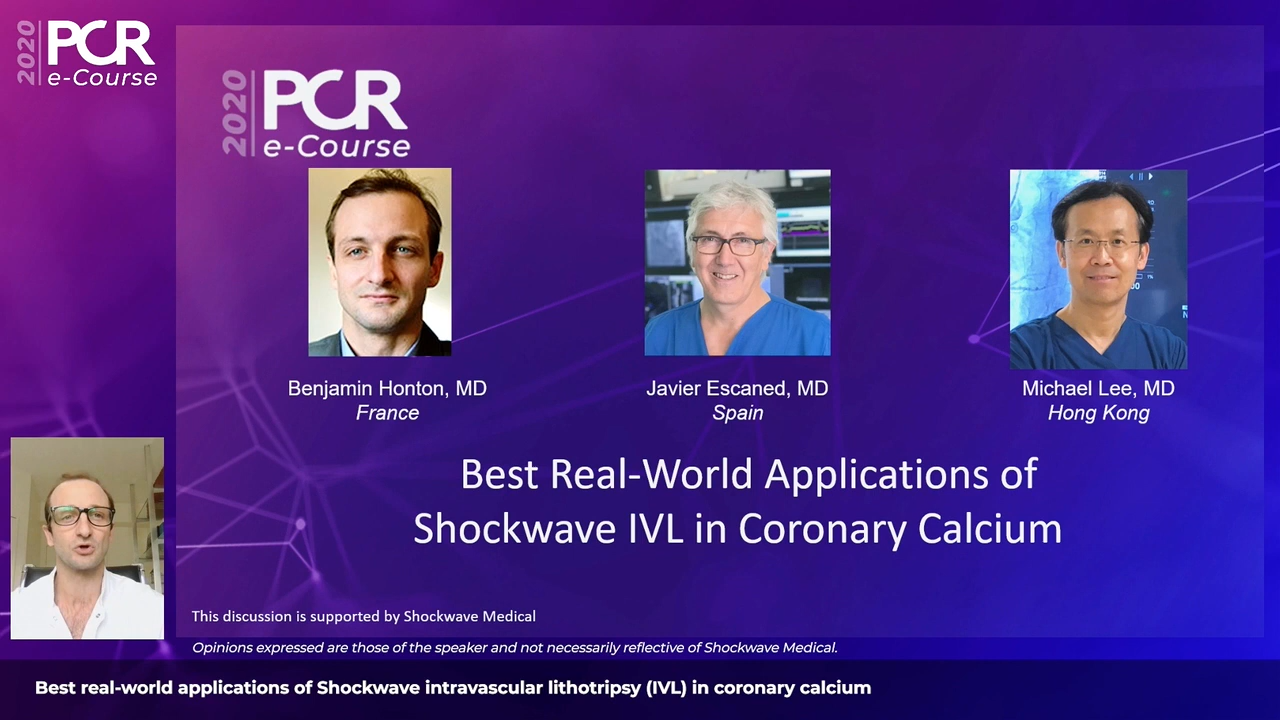 2020
PCR
e-Course
2020
PCR
e-Course
Benjamin Honton, MD
France
Javier Escaned, MD
Spain
Michael Lee, MD
Hong Kong
Best Real-World Applications of
Shockwave IVL in Coronary Calcium
This discussion is supported by Shockwave Medical
Opinions expressed are those of the speaker and not necessarily reflective of Shockwave Medical.
Best real-world applications of Shockwave intravascular lithotripsy (IVL) in coronary calcium